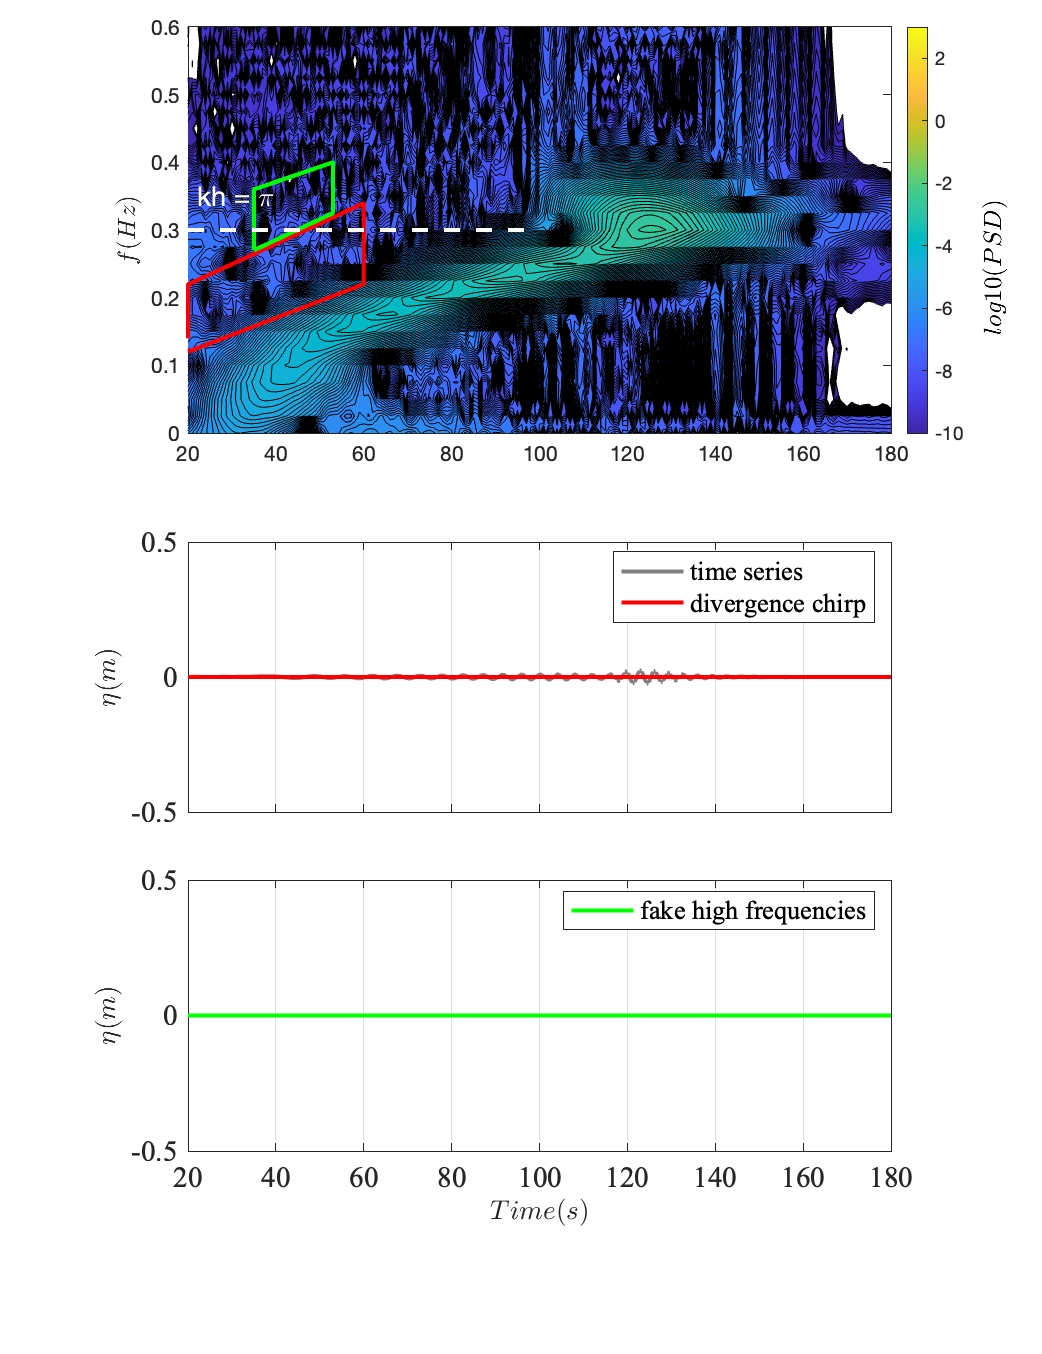 0.6
0.5
0.4
0.3
0.2
0.1
0
f(Hz)
kh = π
20 40 60 80 100 120 140 160 180
2
0
-2
-4
-6
-8
-10
log10(PSD)
0.5
0
-0.5
η(m)
time series
divergence chirp
0.5
0
-0.5
η(m)
fake high frequencies
20 40 60 80 100 120 140 160 180
Time(s)